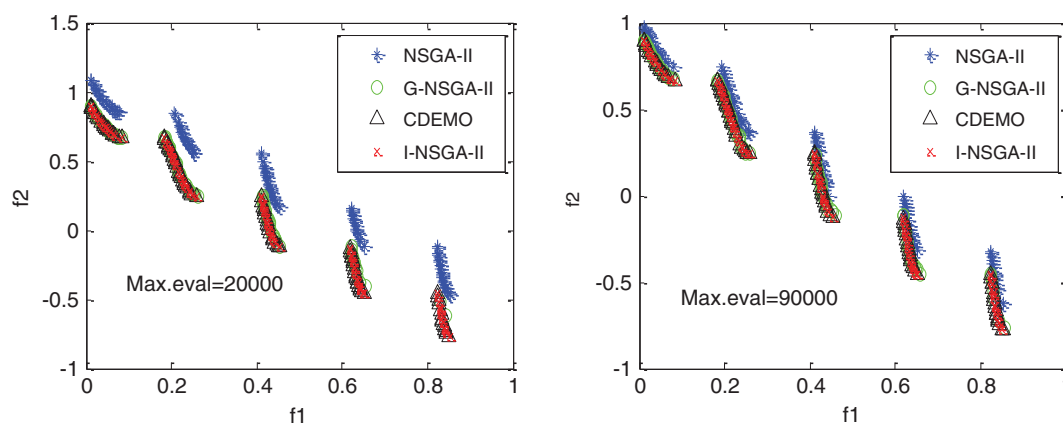 1.5
1
0.5
0
-0.5
-1
f2
NSGA-II
G-NSGA-II
CDEMO
I-NSGA-II
Max.eval=20000
0 0.2 0.4 0.6 0.8 1
f1
1
0.5
0
-0.5
-1
f2
NSGA-II
G-NSGA-II
CDEMO
I-NSGA-II
Max.eval=90000
0 0.2 0.4 0.6 0.8 1
f1